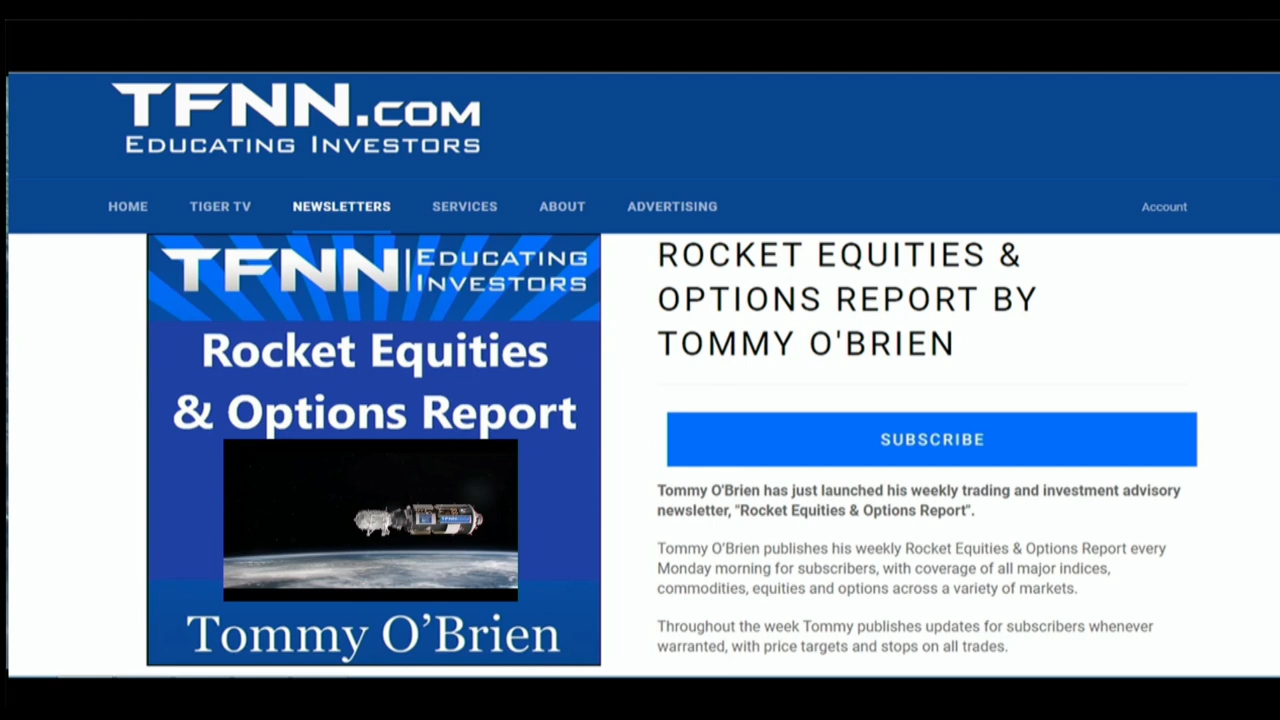 TFNN.COM
EDUCATING INVESTORS
HOME TIGER TV NEWSLETTERS SERVICES ABOUT ADVERTISING Account
TFNN EDUCATING
INVESTORS
Rocket Equities
& Options Report
TFNN
Tommy O’Brien
ROCKET EQUITIES &
OPTIONS REPORT BY
TOMMY O'BRIEN
SUBSCRIBE
Tommy O'Brien has just launched his weekly trading and investment advisory
newsletter, "Rocket Equities & Options Report".
Tommy O’Brien publishes his weekly Rocket Equities & Options Report every
Monday morning for subscribers, with coverage of all major indices,
commodities, equities and options across a variety of markets.
Throughout the week Tommy publishes updates for subscribers whenever
warranted, with price targets and stops on all trades.